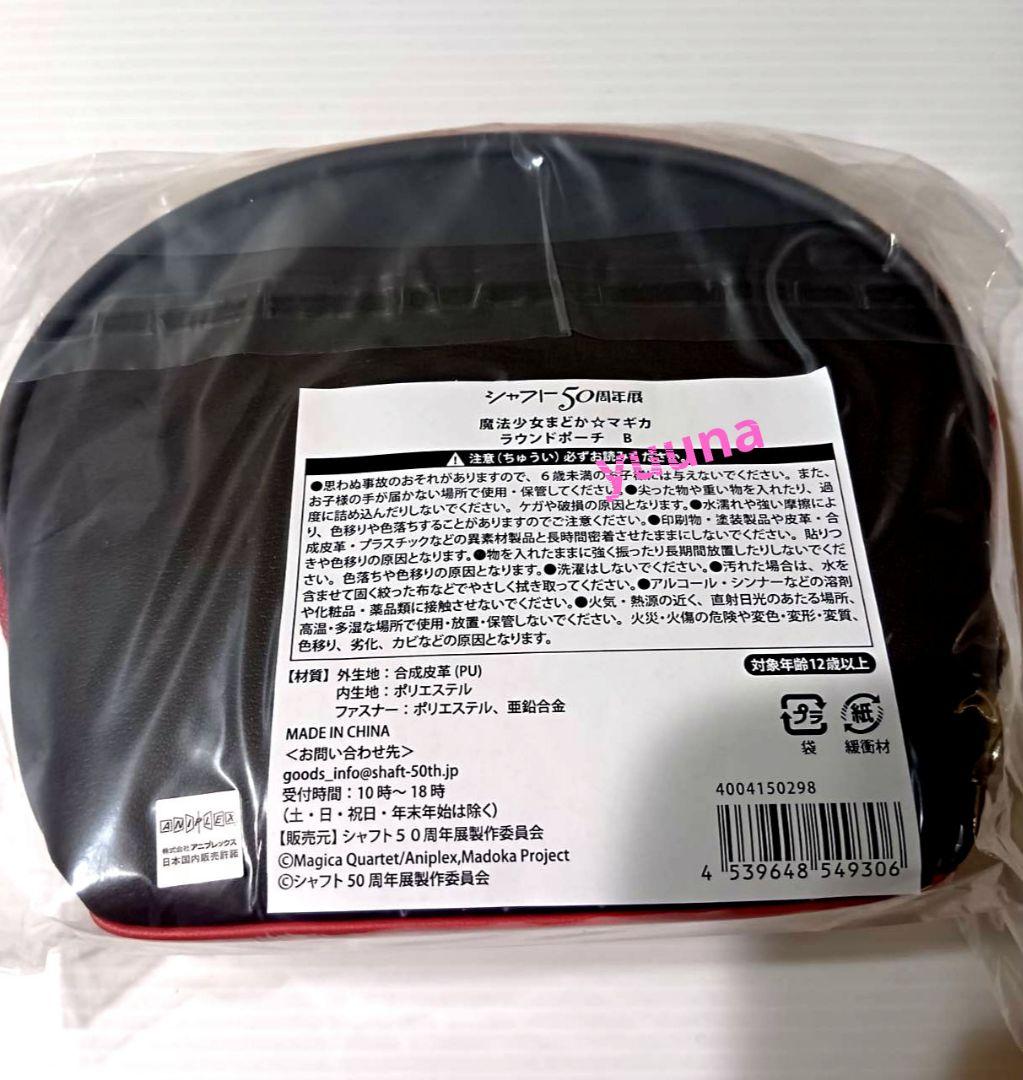 シャフト50周年展
魔法少女まどか☆マギカ
ラウンドポーチ B
注意(ちゅうい)必ずお読みください。
yuuna
●思わぬ事故のおそれがありますので、6歳未満のお子様には与えないでください。また、
お子様の手が届かない場所で使用・保管してください。●尖った物や重い物を入れたり、過
度に詰め込んだりしないでください。ケガや破損の原因となります。●水濡れや強い摩擦によ
り、色移りや色落ちすることがありますのでご注意ください。●印刷物・塗装製品や皮革・合
成皮革・プラスチックなどの異素材製品と長時間密着させたままにしないでください。貼りつ
きや色移りの原因となります。●物を入れたままに強く振ったり長期間放置したりしないでくだ
さい。色落ちや色移りの原因となります。●洗濯はしないでください。●汚れた場合は、水を
含ませて固く絞った布などでやさしく拭き取ってください。●アルコール・シンナーなどの溶剤
や化粧品・薬品類に接触させないでください。●火気・熱源の近く、直射日光のあたる場所、
高温・多湿な場所で使用・放置・保管しないでください。火災・火傷の危険や変色・変形・変質、
色移り、劣化、カビなどの原因となります。
【材質】外生地:合成皮革(PU)
内生地:ポリエステル
ファスナー:ポリエステル、亜鉛合金
対象年齢12歳以上
プラ
袋
紙
緩衝材
MADE IN CHINA
<お問い合わせ先>
goods_info@shaft-50th.jp
受付時間:10時~18時
(土・日・祝日・年末年始は除く)
【販売元】シャフト50周年展製作委員会
©Magica Quartet/Aniplex,Madoka Project
©シャフト50周年展製作委員会
4004150298
4 539648 549306
ANIPLEX
株式会社アニプレックス
日本国内販売許諾